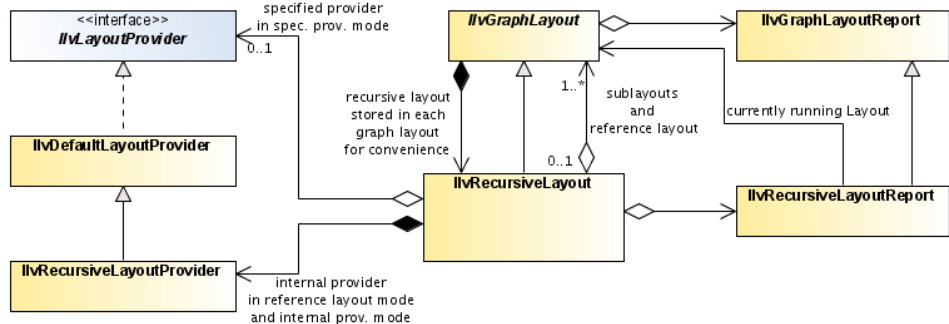 <<interface>>
IlvLayoutProvider
specified provider
in spec. prov. mode
0..1
IlvGraphLayout
IlvGraphLayoutReport
recursive layout
stored in each
graph layout
for convenience
1..*
sublayouts
and
reference layout
currently running Layout
0..1
IlvDefaultLayoutProvider
IlvRecursiveLayout
IlvRecursiveLayoutReport
IlvRecursiveLayoutProvider
internal provider
in reference layout mode
and internal prov. mode